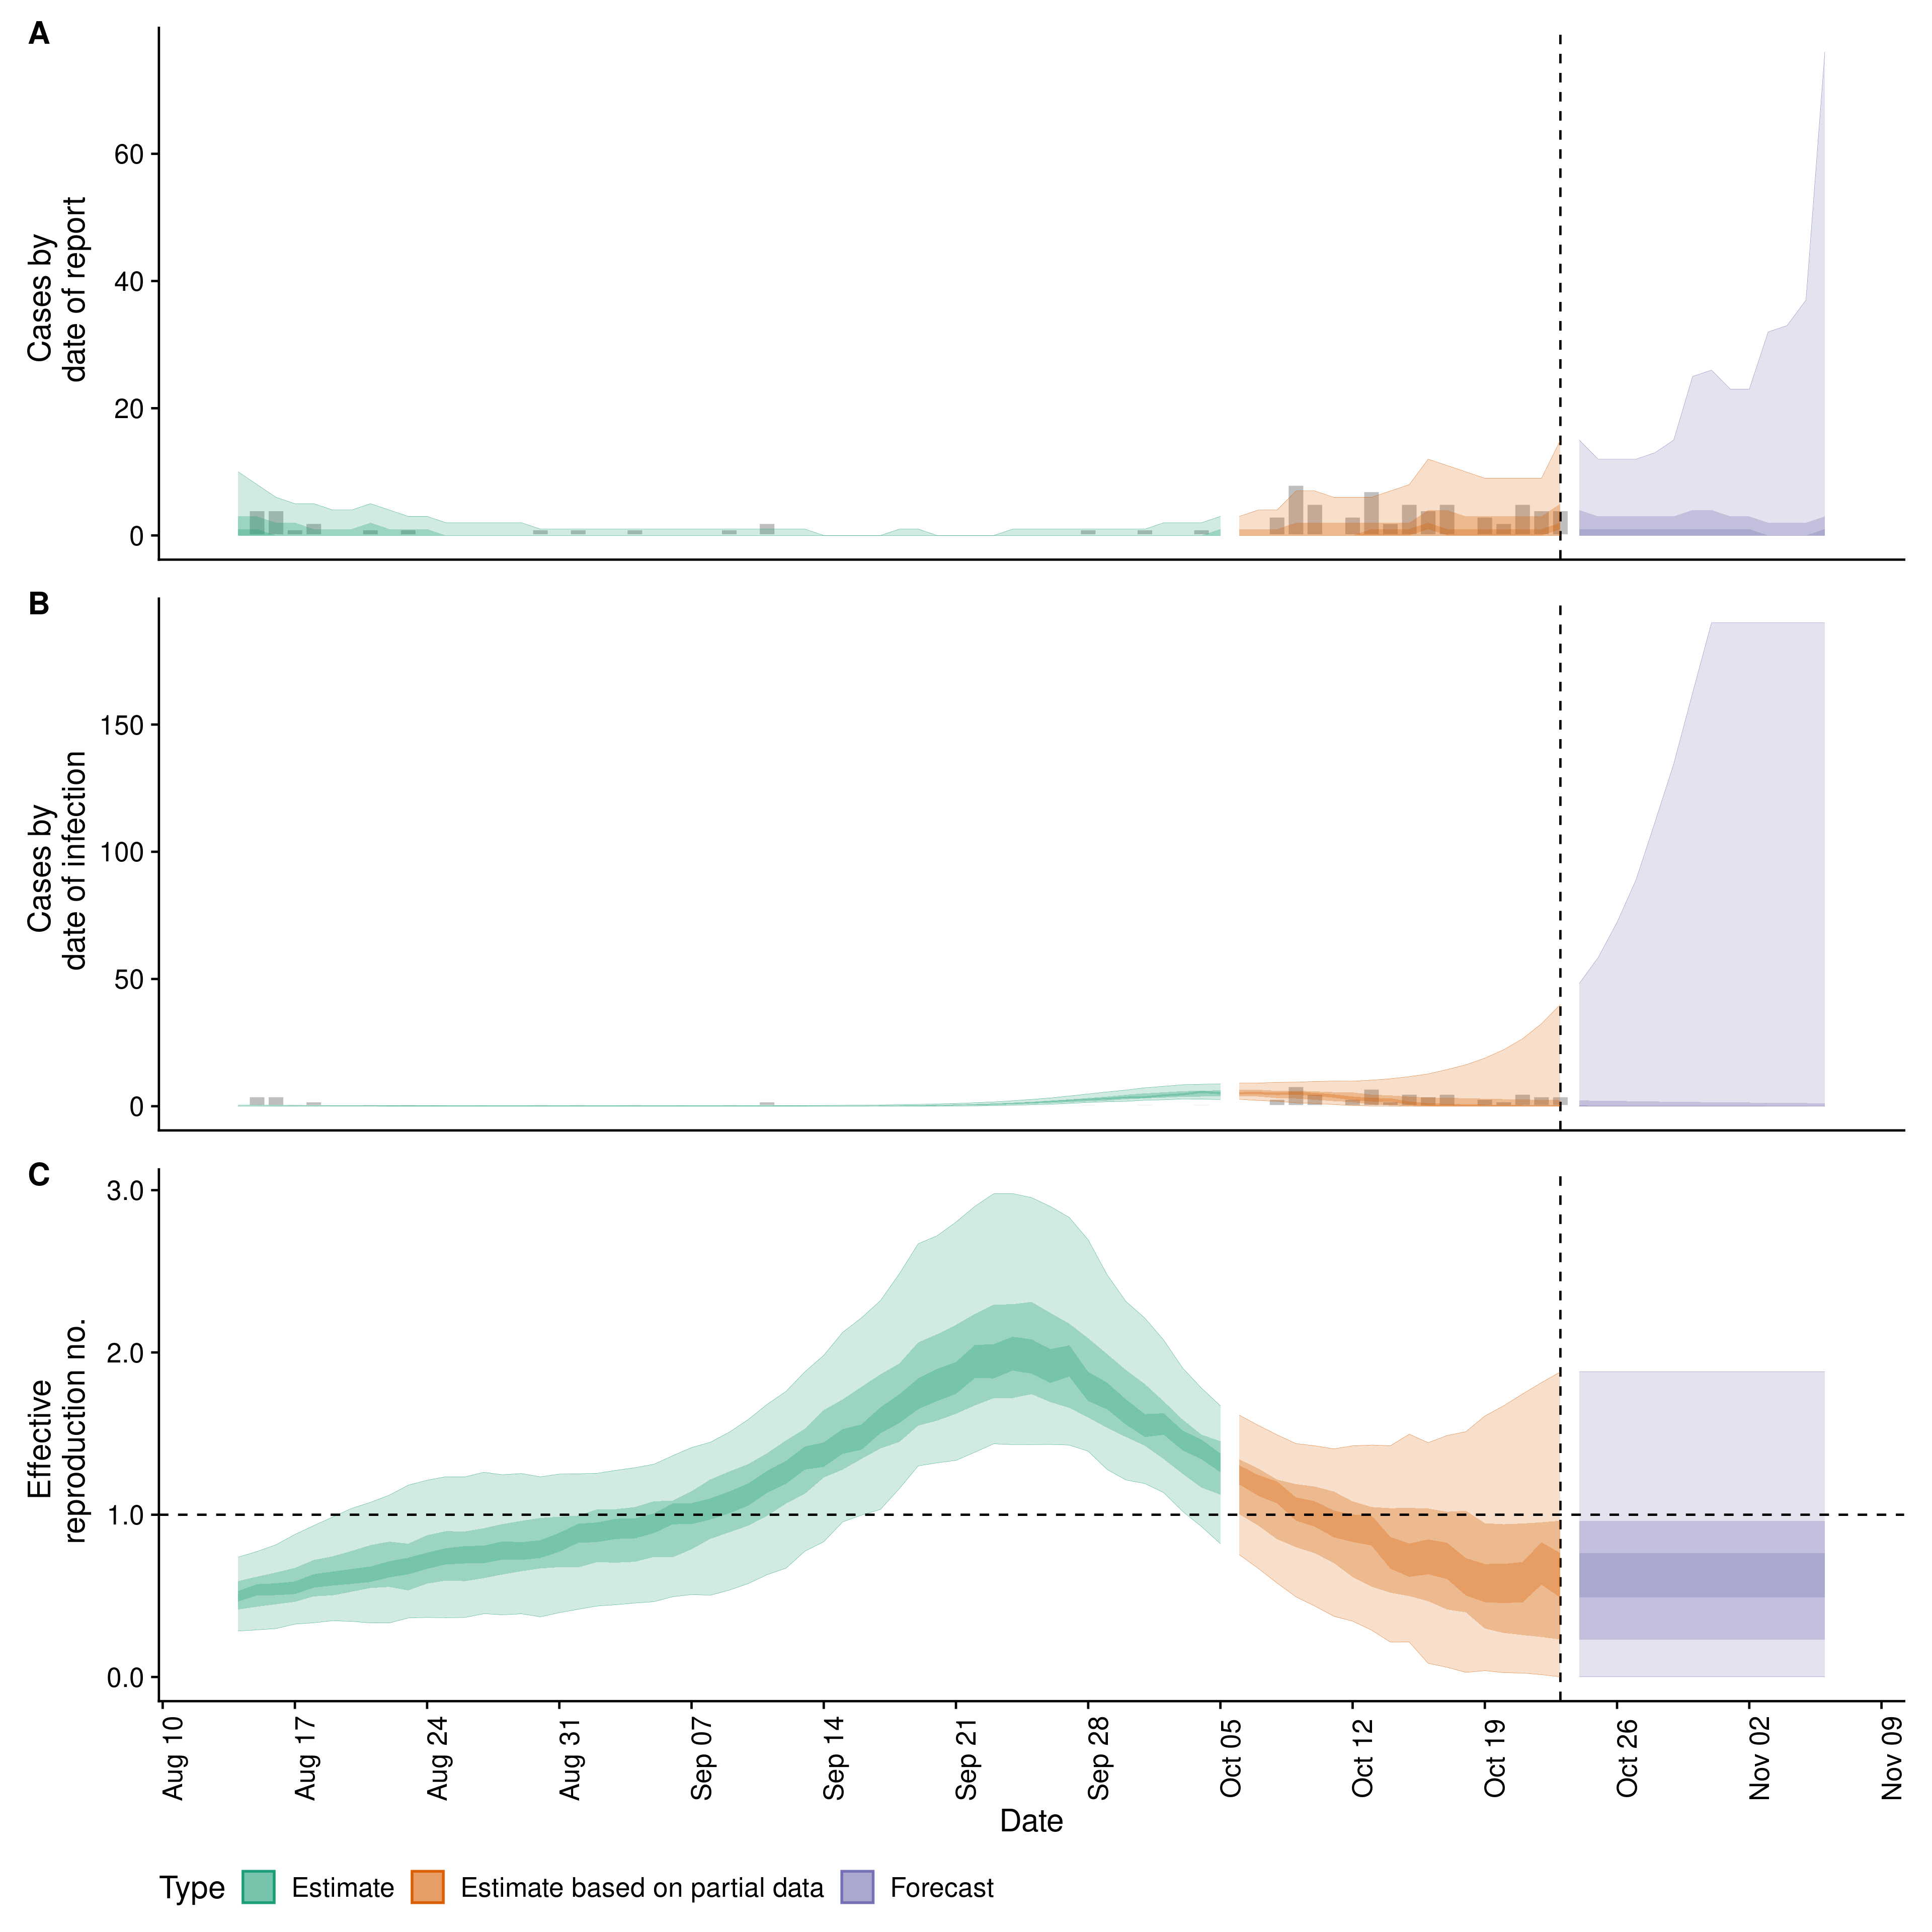 A
Cases by
date of report
60
40
20
0
B
Cases by
date of infection
150
100
50
0
C
Effective
reproduction no.
3.0
2.0
1.0
0.0
Aug 10
Aug 17
Aug 24
Aug 31
Sep 07
Sep 14
Sep 21
Sep 28
Oct 05
Oct 12
Oct 19
Oct 26
Nov 02
Nov 09
Date
Type Estimate Estimate based on partial data Forecast